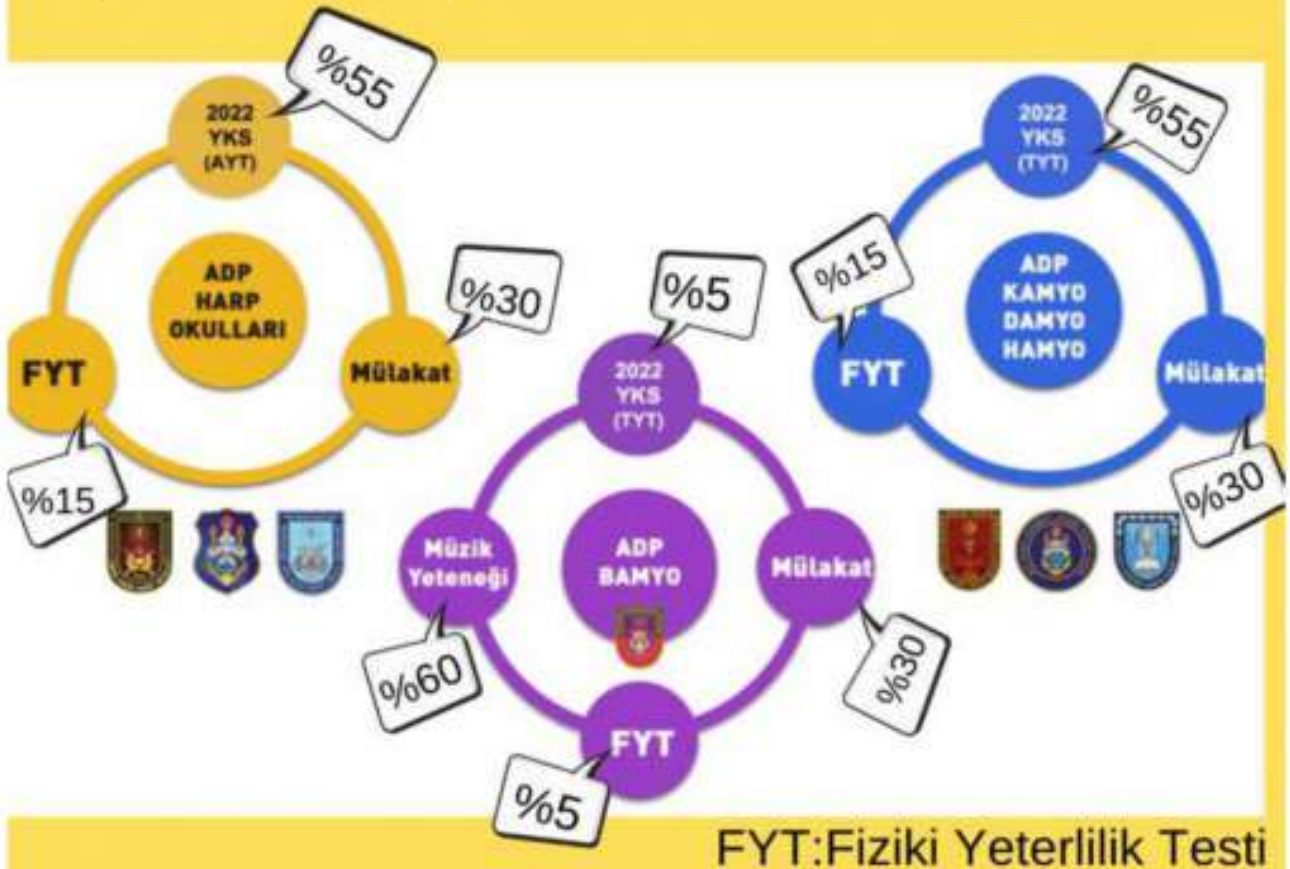 %55
2022
YKS
(AYT)
ADP
HARP
OKULLARI
FYT
Mülakat
%30
%15
%5
2022
YKS
(TYT)
Müzik
Yeteneği
ADP
BAMYO
Mülakat
%60
%30
FYT
%5
%55
2022
YKS
(TYT)
%15
ADP
KAMYO
DAMYO
HAMYO
FYT
Mülakat
%30
FYT:Fiziki Yeterlilik Testi